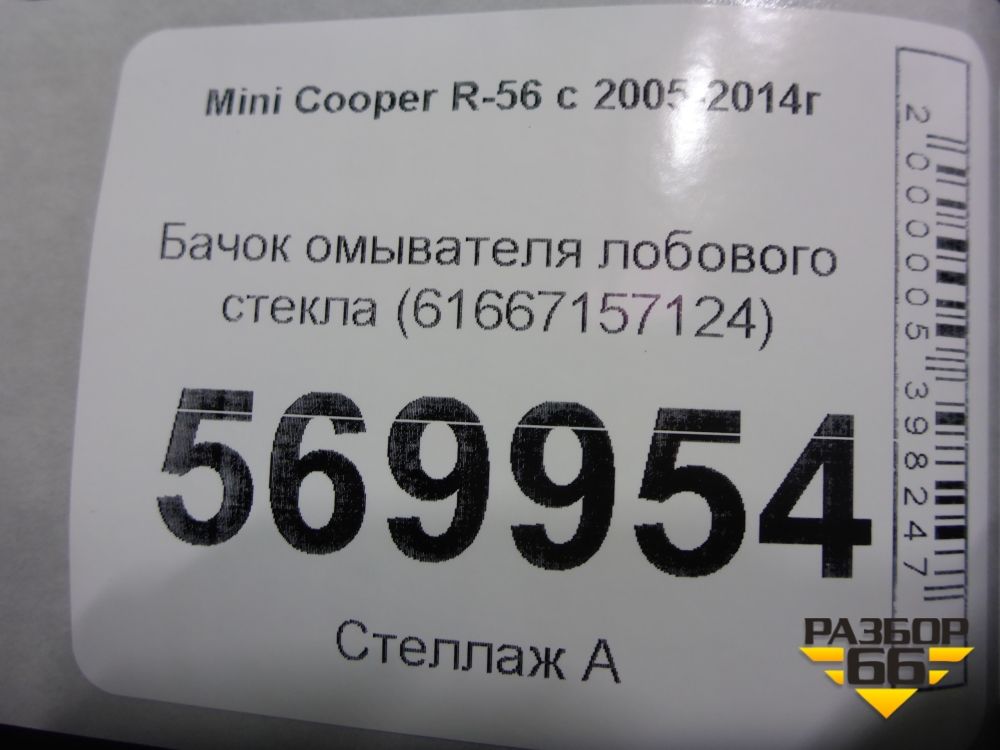 Mini Cooper R-56 с 2005-2014г
Бачок омывателя лобового
стекла (61667157124)
569954
Стеллаж А
2000005398247
РАЗБОР
66